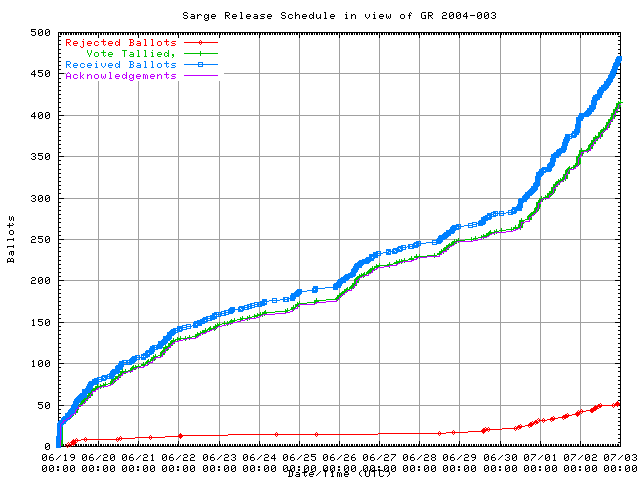 Sarge Release Schedule in view of GR 2004-003
500
450
400
350
300
250
200
150
100
50
0
Ballots
Rejected Ballots
Vote Tallied,
Received Ballots
Acknowledgements
06/19 06/20 06/21 06/22 06/23 06/24 06/25 06/26 06/27 06/28 06/29 06/30 07/01 07/02 07/03
00:00 00:00 00:00 00:00 00:00 00:00 00:00 00:00 00:00 00:00 00:00 00:00 00:00 00:00 00:00
Date/Time (UTC)